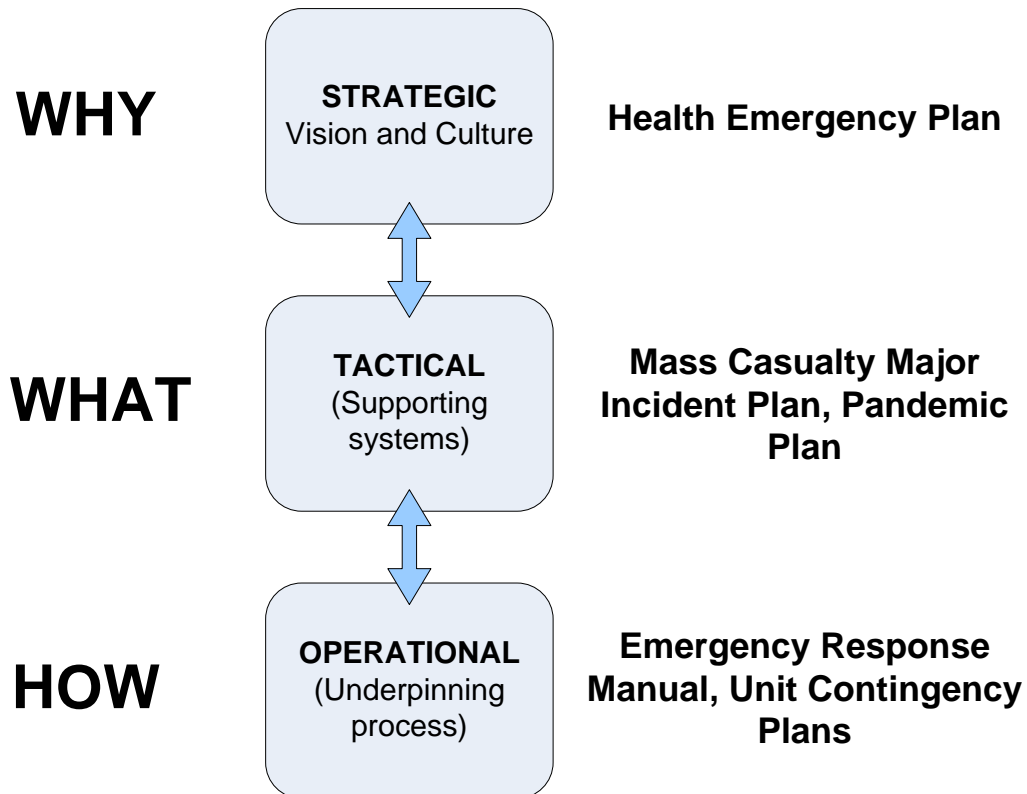 WHY
STRATEGIC
Vision and Culture
Health Emergency Plan
WHAT
TACTICAL
(Supporting
systems)
Mass Casualty Major
Incident Plan, Pandemic
Plan
HOW
OPERATIONAL
(Underpinning
process)
Emergency Response
Manual, Unit Contingency
Plans